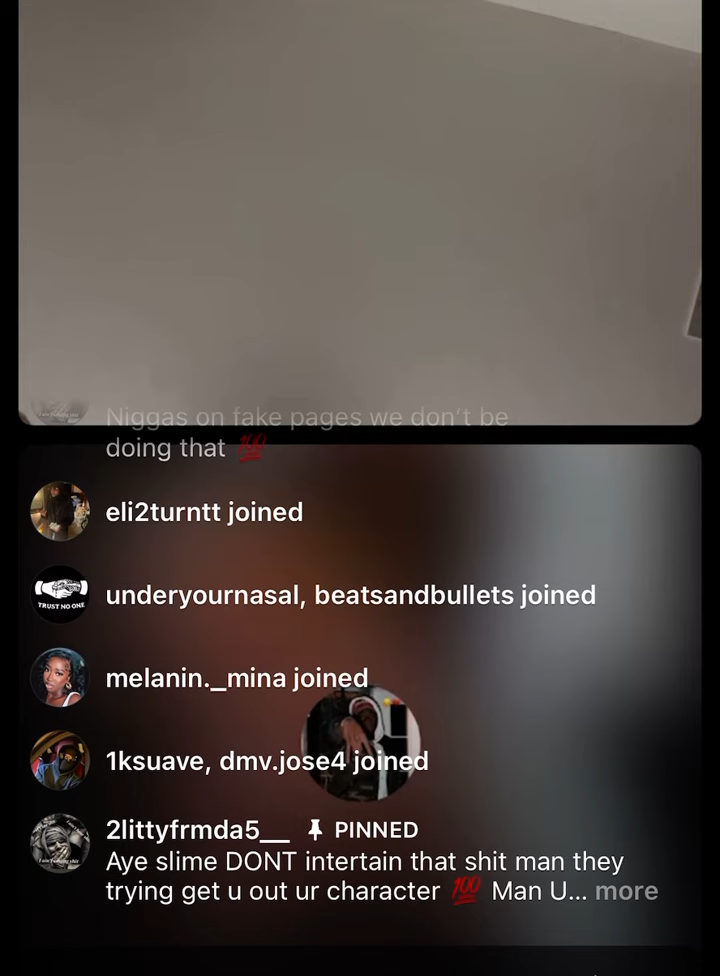 Niggas on fake pages we don't be
doing that 💯
eli2turntt joined
underyournasal, beatsandbullets joined
TRUST NO ONE
melanin._mina joined
1ksuave, dmv.jose4 joined
2littyfrmda5__ PINNED
Aye slime DONT intertain that shit man they
trying get u out ur character 💯 Man U... more